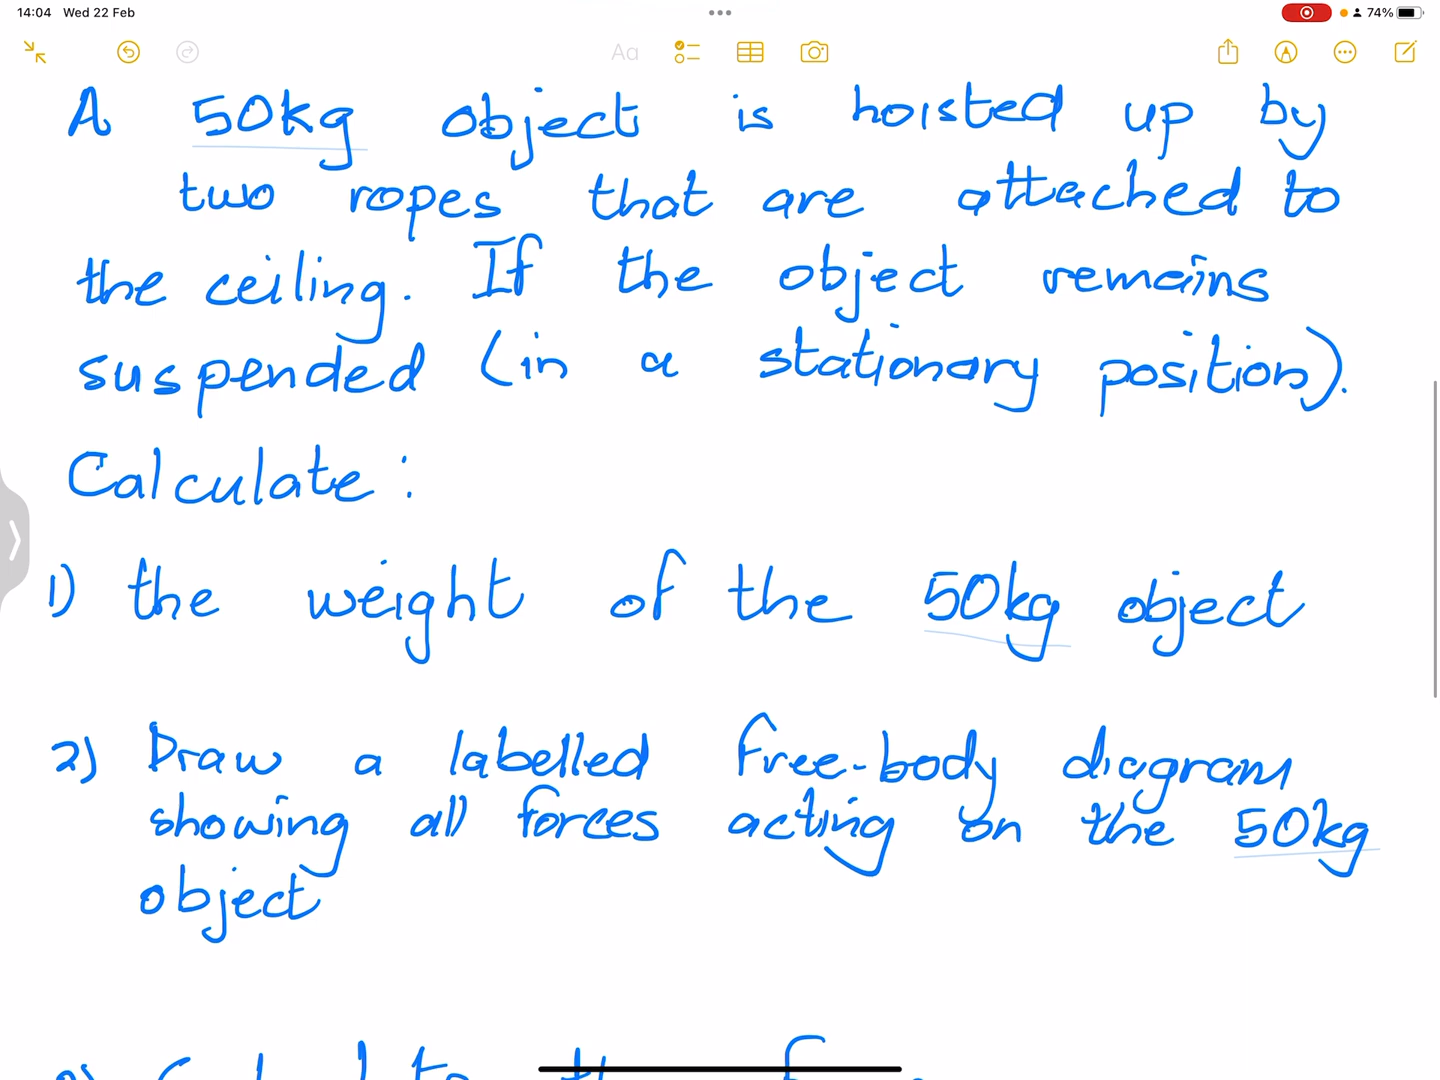 14:04 Wed 22 Feb
74%
Aa
A 50kg object is hoisted up by
two ropes that are attached to
the ceiling. If the object remains
suspended (in a stationary position).
Calculate :
1) the weight of the 50kg object
2) Draw a labelled free-body diagram
showing all forces acting on the 50kg
object